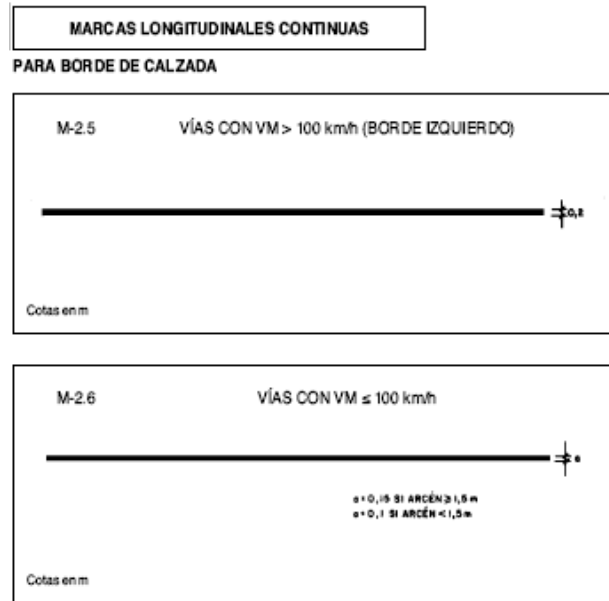 MARCAS LONGITUDINALES CONTINUAS
PARA BORDE DE CALZADA
M-2.5 VÍAS CON VM > 100 km/h (BORDE IZQUIERDO)
0,2
Cotas en m
M-2.6 VÍAS CON VM ≤ 100 km/h
a
a=0,15 SI ARCÉN ≥ 1,5 m
a=0,1 SI ARCÉN < 1,5 m
Cotas en m